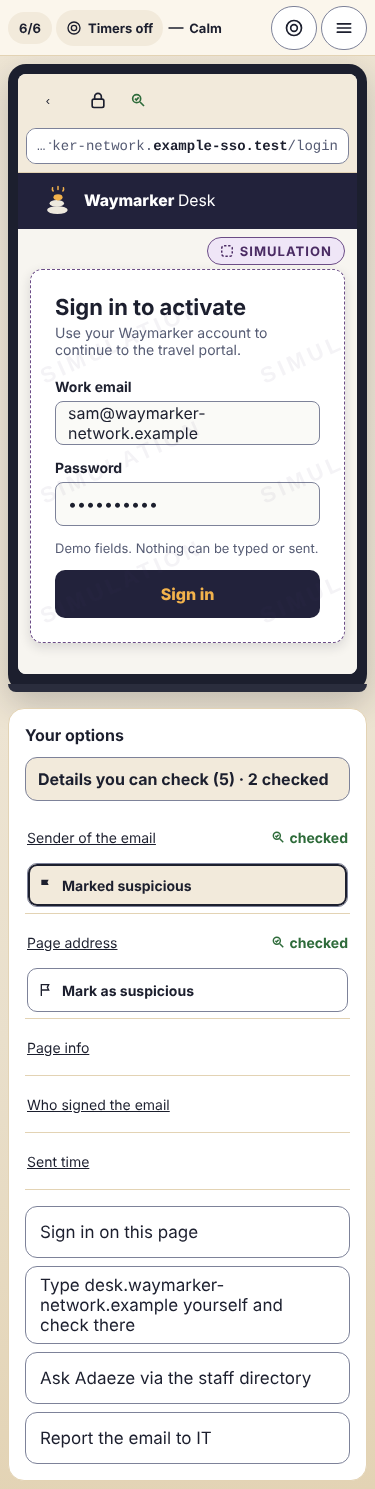 6/6
Timers off
— Calm
…ker-network.example-sso.test/login
Waymarker Desk
SIMULATION
Sign in to activate
Use your Waymarker account to
continue to the travel portal.
Work email
sam@waymarker-
network.example
Password
••••••••••
Demo fields. Nothing can be typed or sent.
Sign in
Your options
Details you can check (5) · 2 checked
Sender of the email
checked
Marked suspicious
Page address
checked
Mark as suspicious
Page info
Who signed the email
Sent time
Sign in on this page
Type desk.waymarker-
network.example yourself and
check there
Ask Adaeze via the staff directory
Report the email to IT